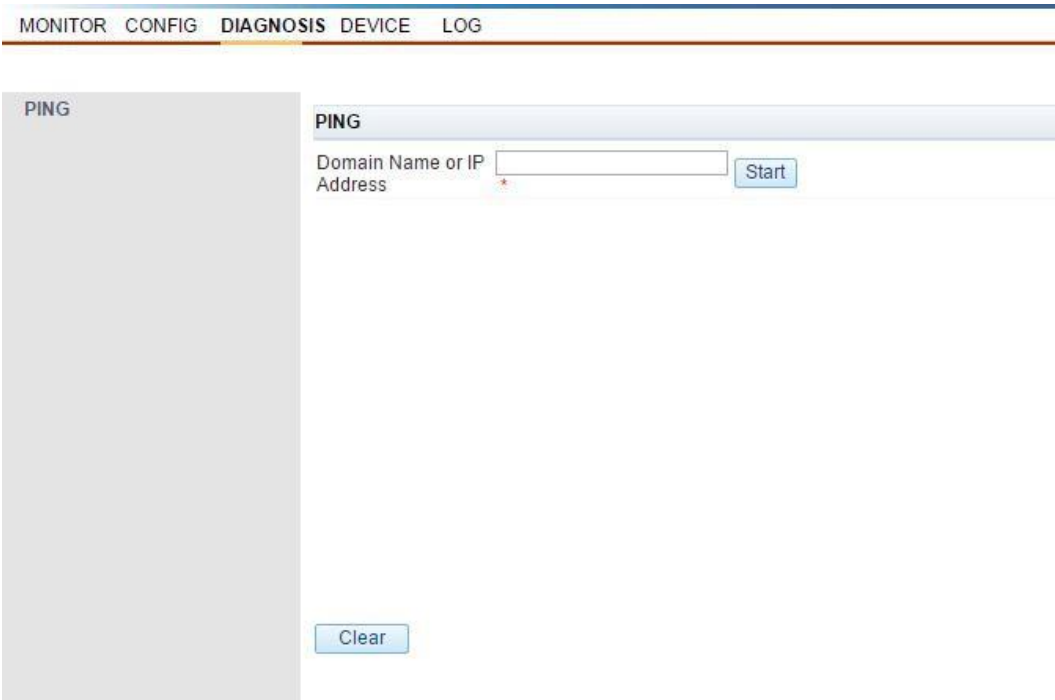 MONITOR CONFIG DIAGNOSIS DEVICE LOG
PING
PING
Domain Name or IP
Address
*
Start
Clear